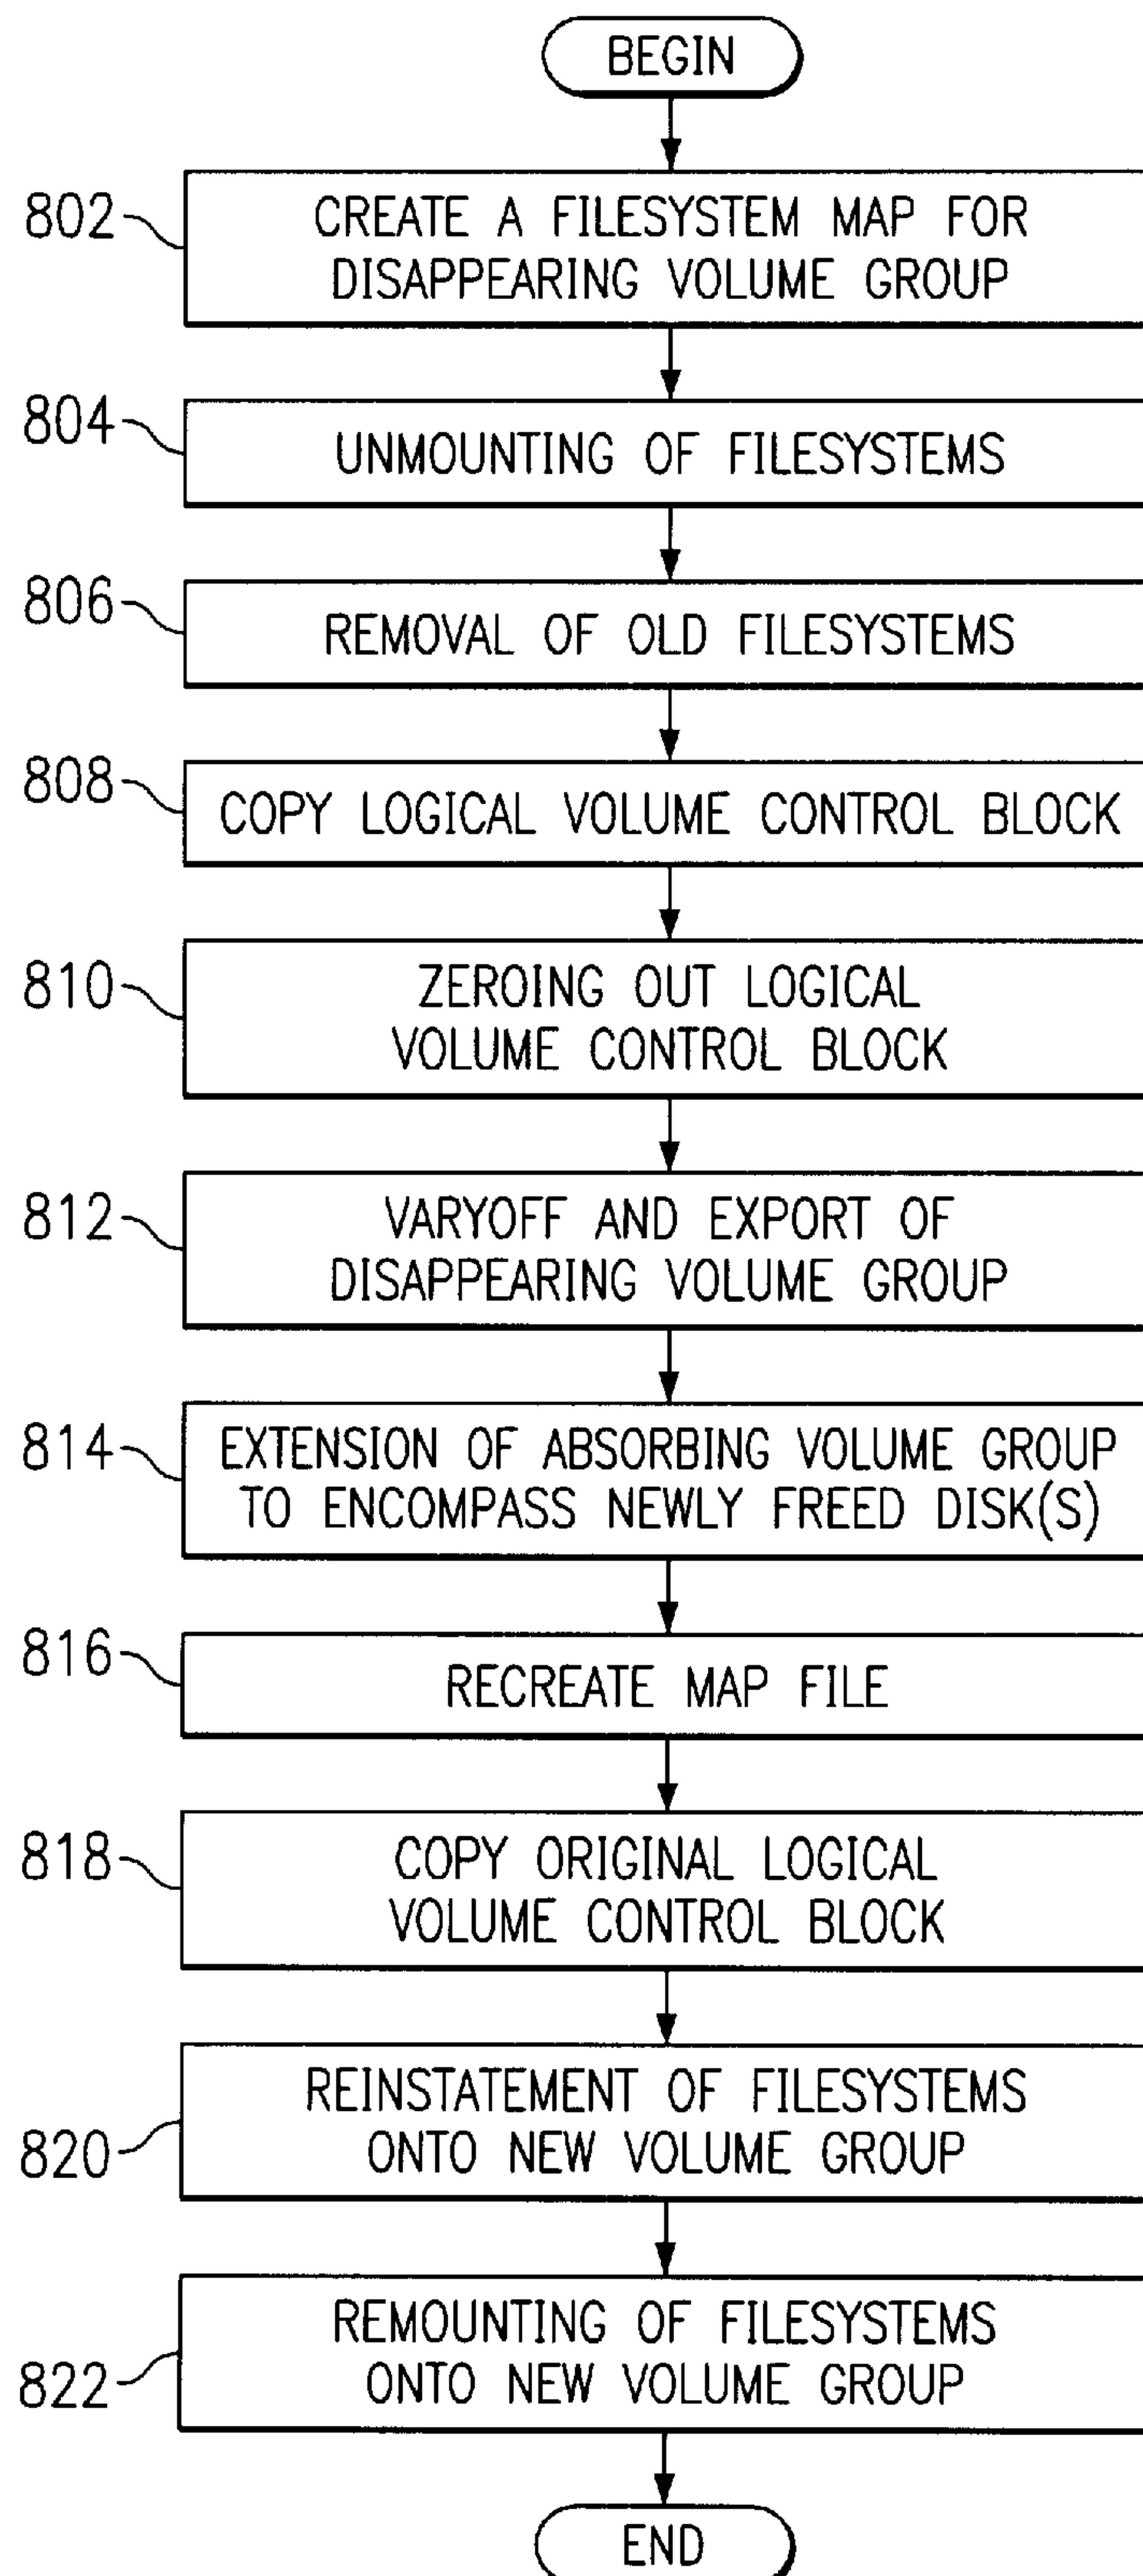 BEGIN
802
CREATE A FILESYSTEM MAP FOR
DISAPPEARING VOLUME GROUP
804
UNMOUNTING OF FILESYSTEMS
806
REMOVAL OF OLD FILESYSTEMS
808
COPY LOGICAL VOLUME CONTROL BLOCK
810
ZEROING OUT LOGICAL
VOLUME CONTROL BLOCK
812
VARYOFF AND EXPORT OF
DISAPPEARING VOLUME GROUP
814
EXTENSION OF ABSORBING VOLUME GROUP
TO ENCOMPASS NEWLY FREED DISK(S)
816
RECREATE MAP FILE
818
COPY ORIGINAL LOGICAL
VOLUME CONTROL BLOCK
820
REINSTATEMENT OF FILESYSTEMS
ONTO NEW VOLUME GROUP
822
REMOUNTING OF FILESYSTEMS
ONTO NEW VOLUME GROUP
END